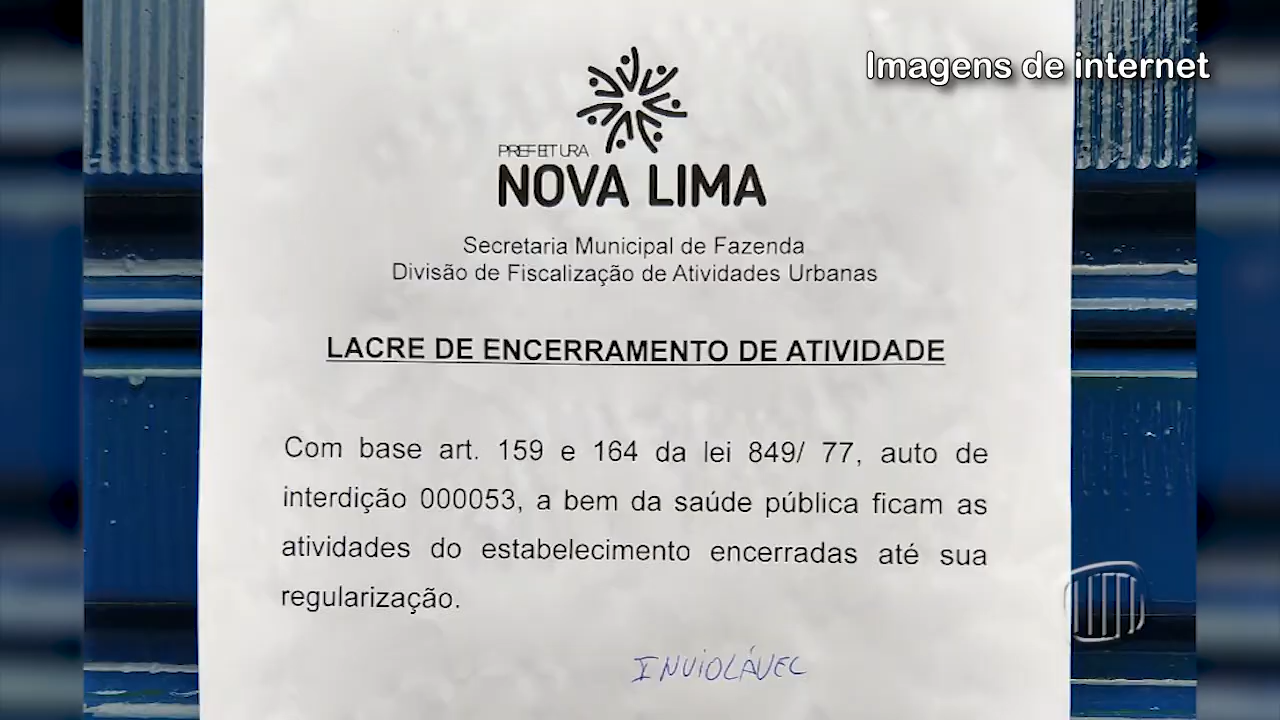 Imagens de internet
PREFEITURA
NOVA LIMA
Secretaria Municipal de Fazenda
Divisão de Fiscalização de Atividades Urbanas
LACRE DE ENCERRAMENTO DE ATIVIDADE
Com base art. 159 e 164 da lei 849/ 77, auto de
interdição 000053, a bem da saúde pública ficam as
atividades do estabelecimento encerradas até sua
regularização.
INVIOLÁVEL